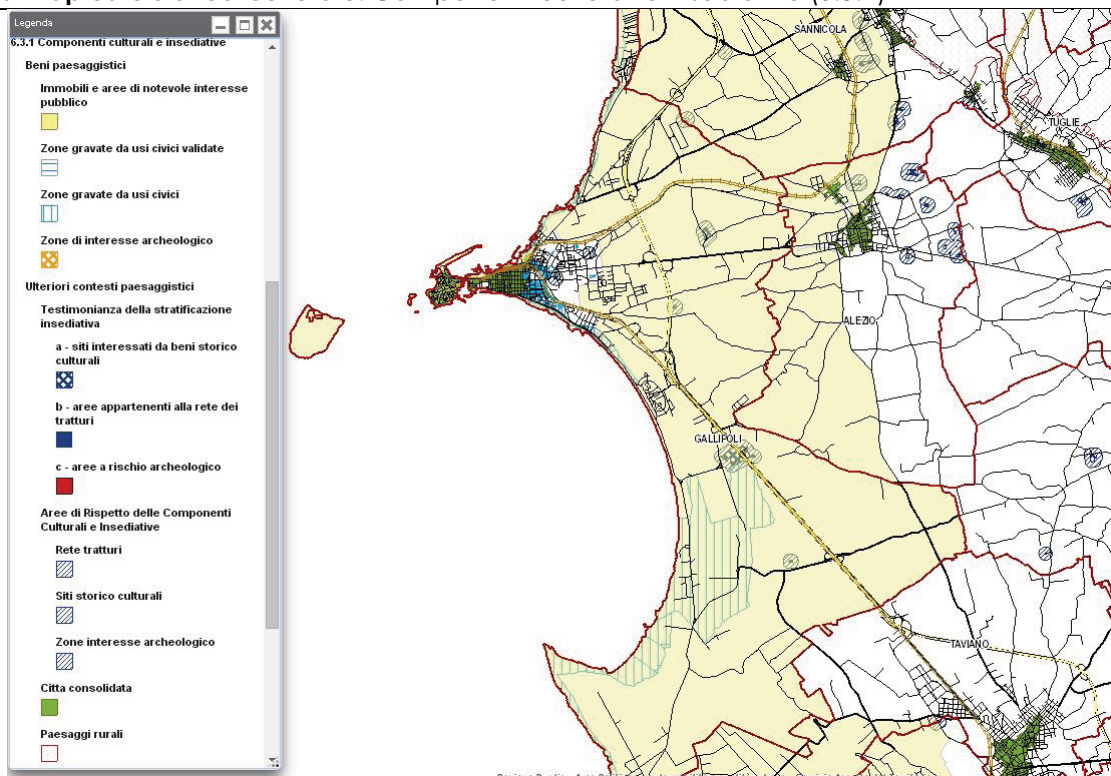 Legenda
6.3.1 Componenti culturali e insediative
Beni paesaggistici
Immobili e aree di notevole interesse
pubblico
Zone gravate da usi civici validate
Zone gravate da usi civici
Zone di interesse archeologico
Ulteriori contesti paesaggistici
Testimonianza della stratificazione
insediativa
a - siti interessati da beni storico
culturali
b - aree appartenenti alla rete dei
tratturi
c - aree a rischio archeologico
Aree di Rispetto delle Componenti
Culturali e Insediative
Rete tratturi
Siti storico culturali
Zone interesse archeologico
Citta consolidata
Paesaggi rurali
SANNICOLA
TUGLIE
ALEZIO
GALLIPOLI
TAVIANO